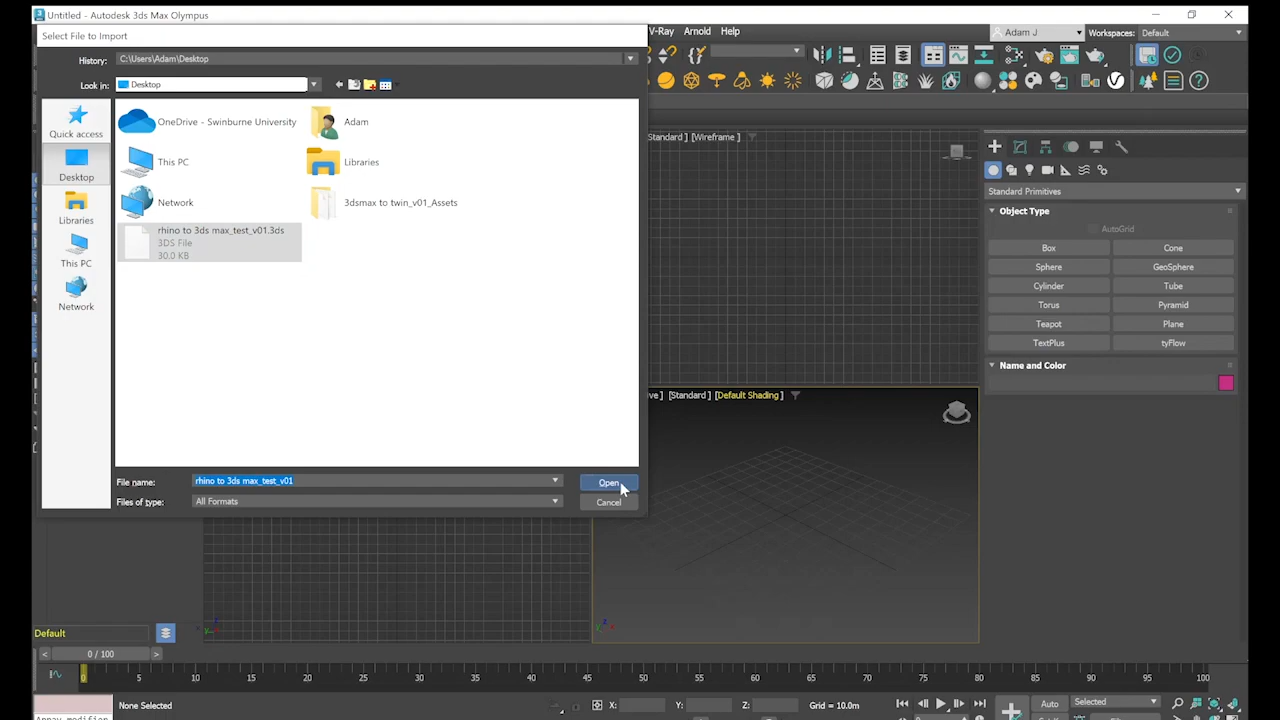 Untitled - Autodesk 3ds Max Olympus
Select File to Import
V-Ray Arnold Help
Adam J
Workspaces: Default
History: C:\Users\Adam\Desktop
Look in: Desktop
Quick access
Desktop
Libraries
This PC
Network
OneDrive - Swinburne University
Adam
This PC
Libraries
Network
3dsmax to twin_v01_Assets
rhino to 3ds max_test_v01.3ds
3DS File
30.0 KB
File name: rhino to 3ds max_test_v01
Open
Files of type: All Formats
Cancel
Standard ] [Wireframe ]
ve ] [Standard ] [Default Shading ]
Standard Primitives
Object Type
AutoGrid
Box Cone
Sphere GeoSphere
Cylinder Tube
Torus Pyramid
Teapot Plane
TextPlus tyFlow
Name and Color
Default
< 0 / 100 >
0 5 10 15 20 25 30 35 40 45 50 55 60 65 70 75 80 85 90 95 100
None Selected
X: Y: Z: Grid = 10.0m
Auto
Selected
Array modifier